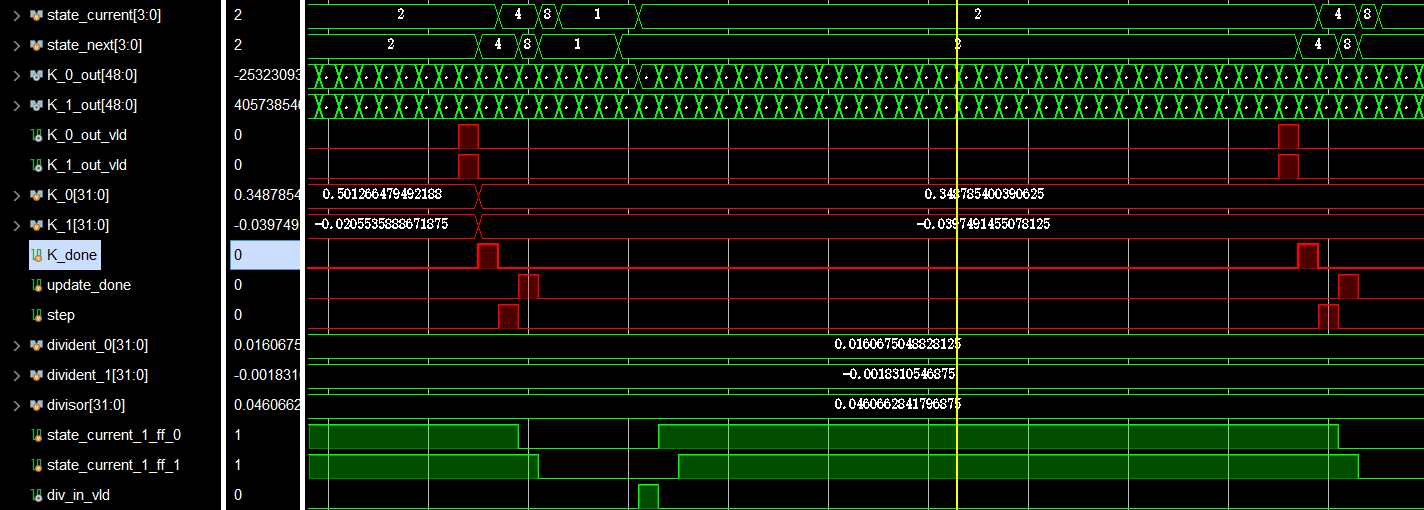 state_current[3:0] 2 2 4 8 1 2 4 8
state_next[3:0] 2 2 4 8 1 2 4 8
K_0_out[48:0] -25323093
K_1_out[48:0] 405738540
K_0_out_vld 0
K_1_out_vld 0
K_0[31:0] 0.3487854 0.501266479492188 0.348785400390625
K_1[31:0] -0.039749 -0.0205535888671875 -0.0397491455078125
K_done 0
update_done 0
step 0
divident_0[31:0] 0.0160675 0.0160675048828125
divident_1[31:0] -0.001831 -0.0018310546875
divisor[31:0] 0.0460662 0.0460662841796875
state_current_1_ff_0 1
state_current_1_ff_1 1
div_in_vld 0